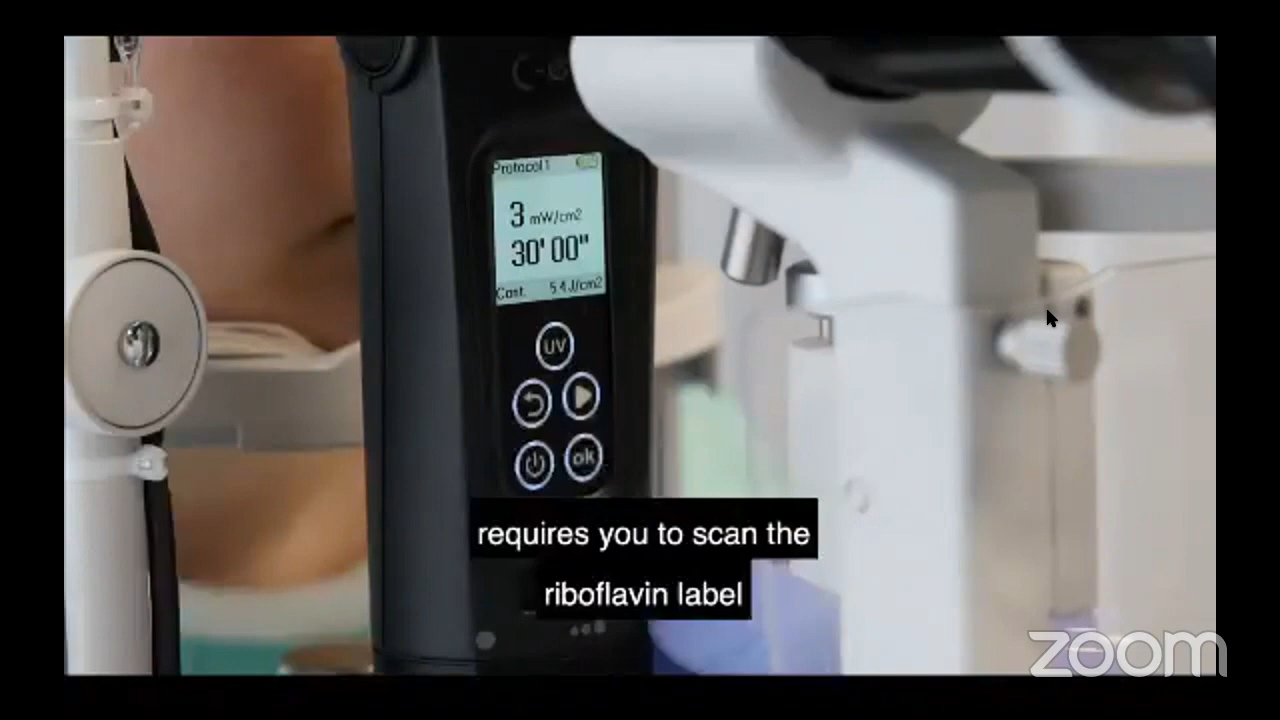 Protocol 1
3 mW/cm2
30' 00"
Cont. 5.4 J/cm2
UV
ok
requires you to scan the
riboflavin label
zoom